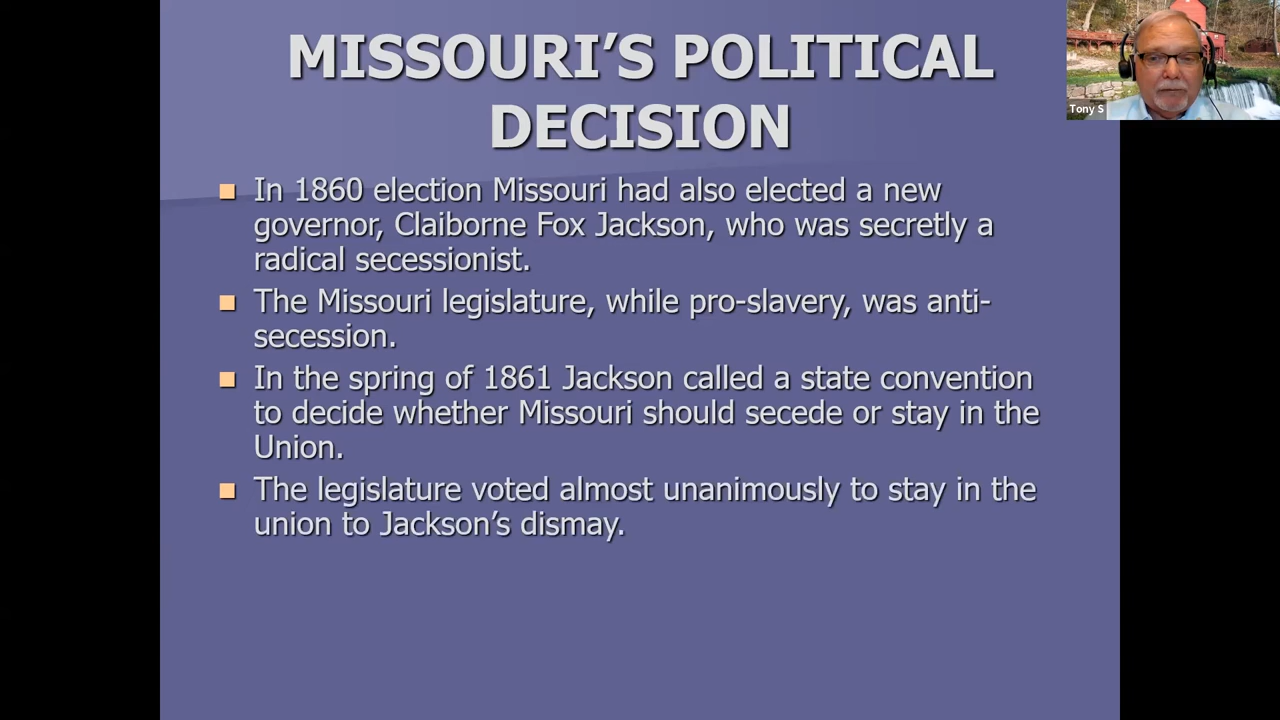 MISSOURI’S POLITICAL
DECISION
Tony S
■ In 1860 election Missouri had also elected a new
governor, Claiborne Fox Jackson, who was secretly a
radical secessionist.
■ The Missouri legislature, while pro-slavery, was anti-
secession.
■ In the spring of 1861 Jackson called a state convention
to decide whether Missouri should secede or stay in the
Union.
■ The legislature voted almost unanimously to stay in the
union to Jackson’s dismay.